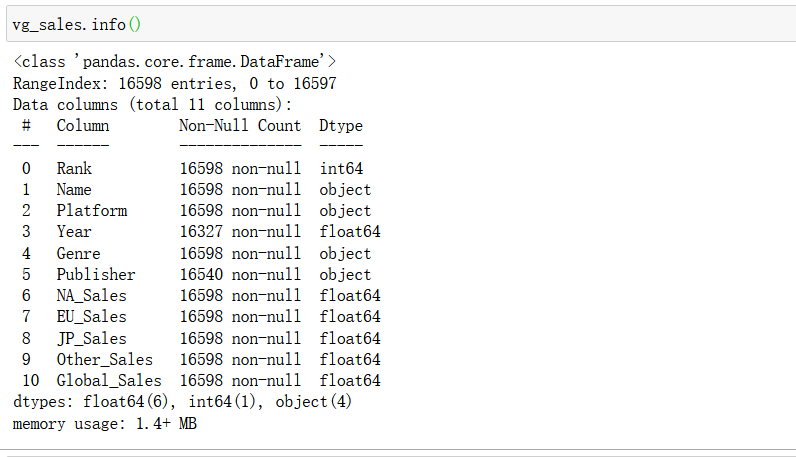 vg_sales.info()
<class 'pandas.core.frame.DataFrame'>
RangeIndex: 16598 entries, 0 to 16597
Data columns (total 11 columns):
 #   Column        Non-Null Count  Dtype
---  ------        --------------  -----
 0   Rank          16598 non-null  int64
 1   Name          16598 non-null  object
 2   Platform      16598 non-null  object
 3   Year          16327 non-null  float64
 4   Genre         16598 non-null  object
 5   Publisher     16540 non-null  object
 6   NA_Sales      16598 non-null  float64
 7   EU_Sales      16598 non-null  float64
 8   JP_Sales      16598 non-null  float64
 9   Other_Sales   16598 non-null  float64
 10  Global_Sales  16598 non-null  float64
dtypes: float64(6), int64(1), object(4)
memory usage: 1.4+ MB